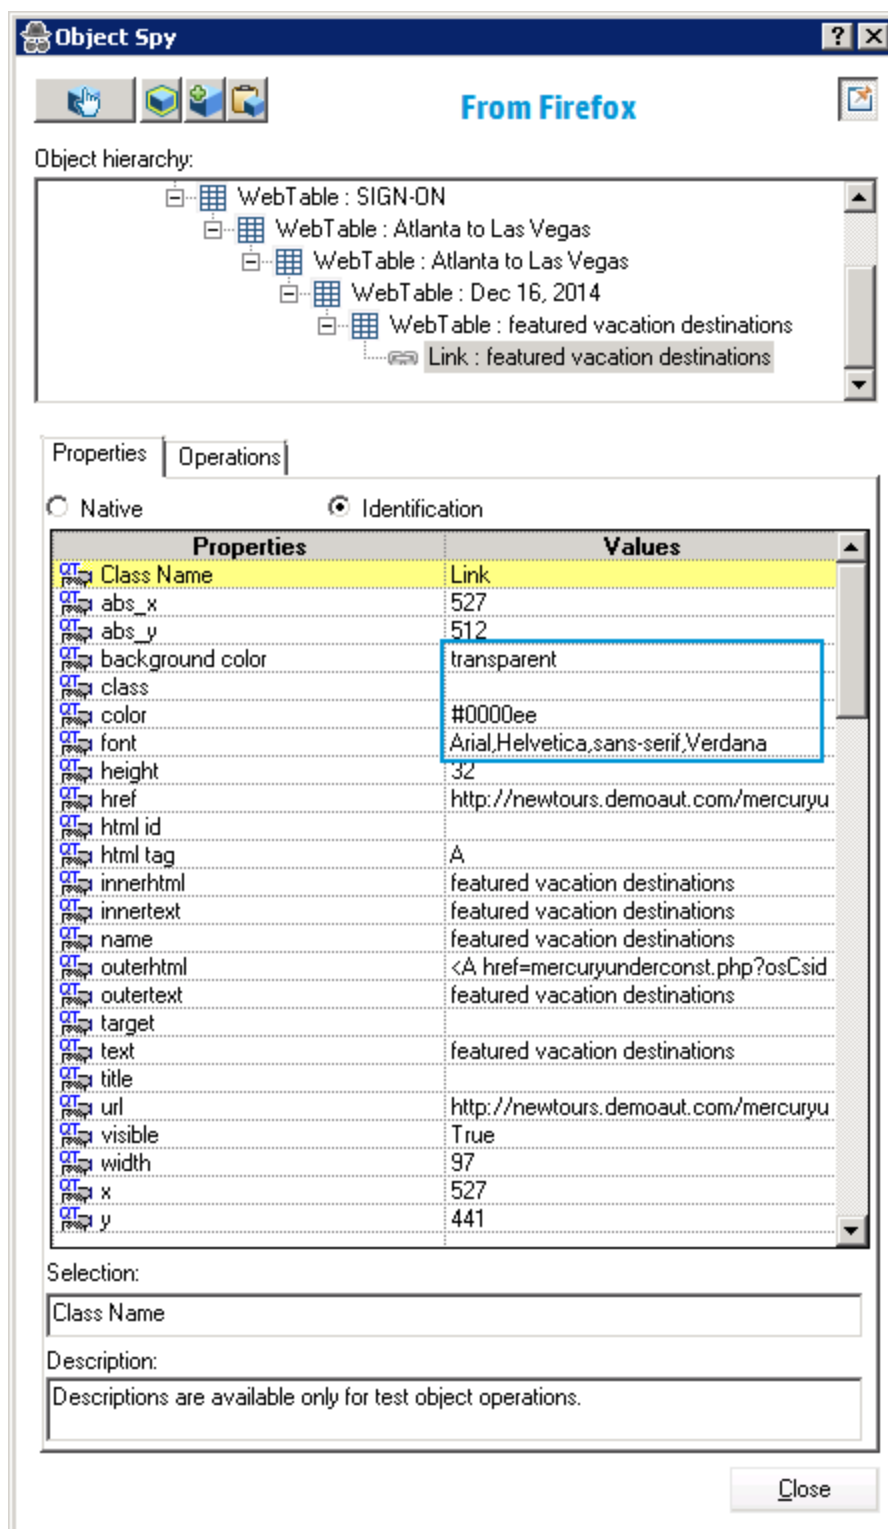 Object Spy
From Firefox
Object hierarchy:
WebTable : SIGN-ON
WebTable : Atlanta to Las Vegas
WebTable : Atlanta to Las Vegas
WebTable : Dec 16, 2014
WebTable : featured vacation destinations
Link : featured vacation destinations
Properties Operations
Native Identification
Properties Values
Class Name Link
abs_x 527
abs_y 512
background color transparent
class
color #0000ee
font Arial,Helvetica,sans-serif,Verdana
height 32
href http://newtours.demoaut.com/mercuryu
html id
html tag A
innerhtml featured vacation destinations
innertext featured vacation destinations
name featured vacation destinations
outerhtml <A href=mercuryunderconst.php?osCsid
outertext featured vacation destinations
target
text featured vacation destinations
title
url http://newtours.demoaut.com/mercuryu
visible True
width 97
x 527
y 441
Selection:
Class Name
Description:
Descriptions are available only for test object operations.
Close